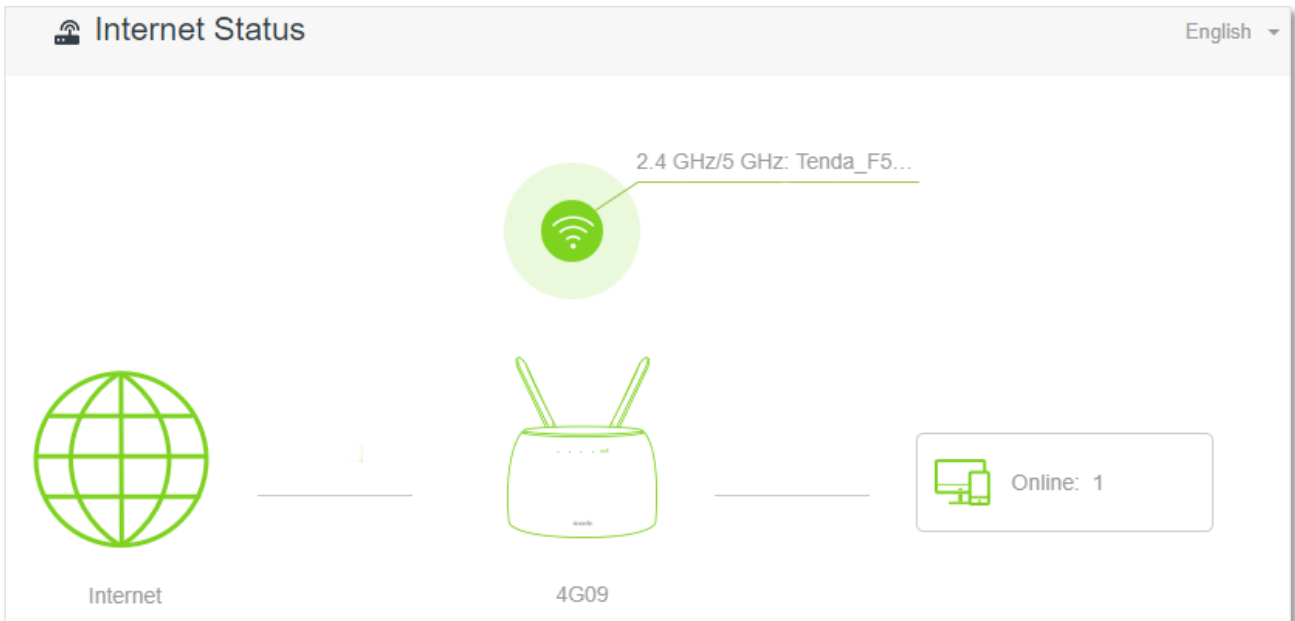 Internet Status
English
2.4 GHz/5 GHz: Tenda_F5...
Online: 1
Internet
4G09